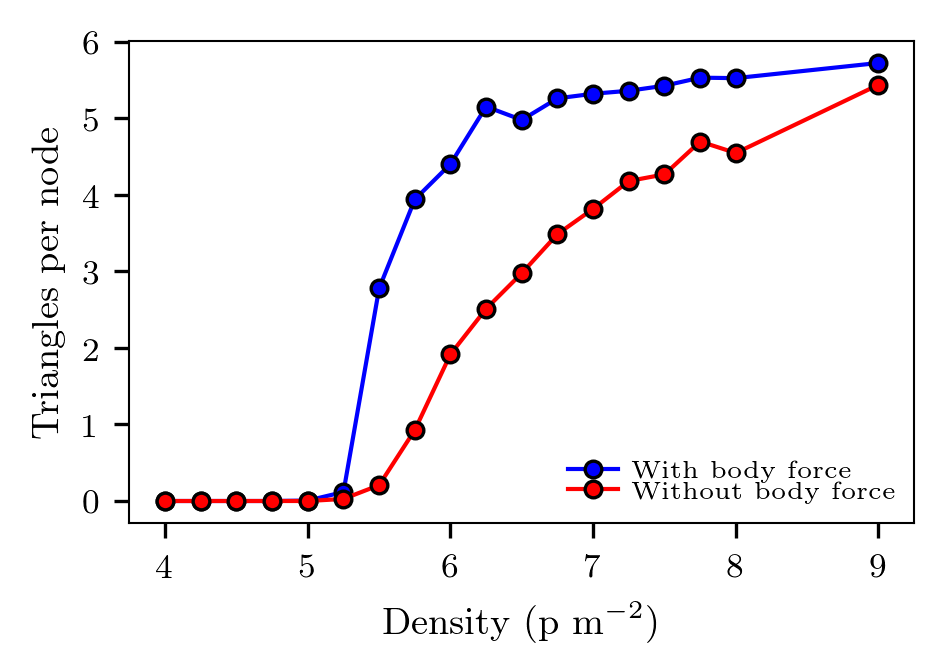 6
5
4
3
2
1
0
Triangles per node
With body force
Without body force
4 5 6 7 8 9
Density (p m⁻²)